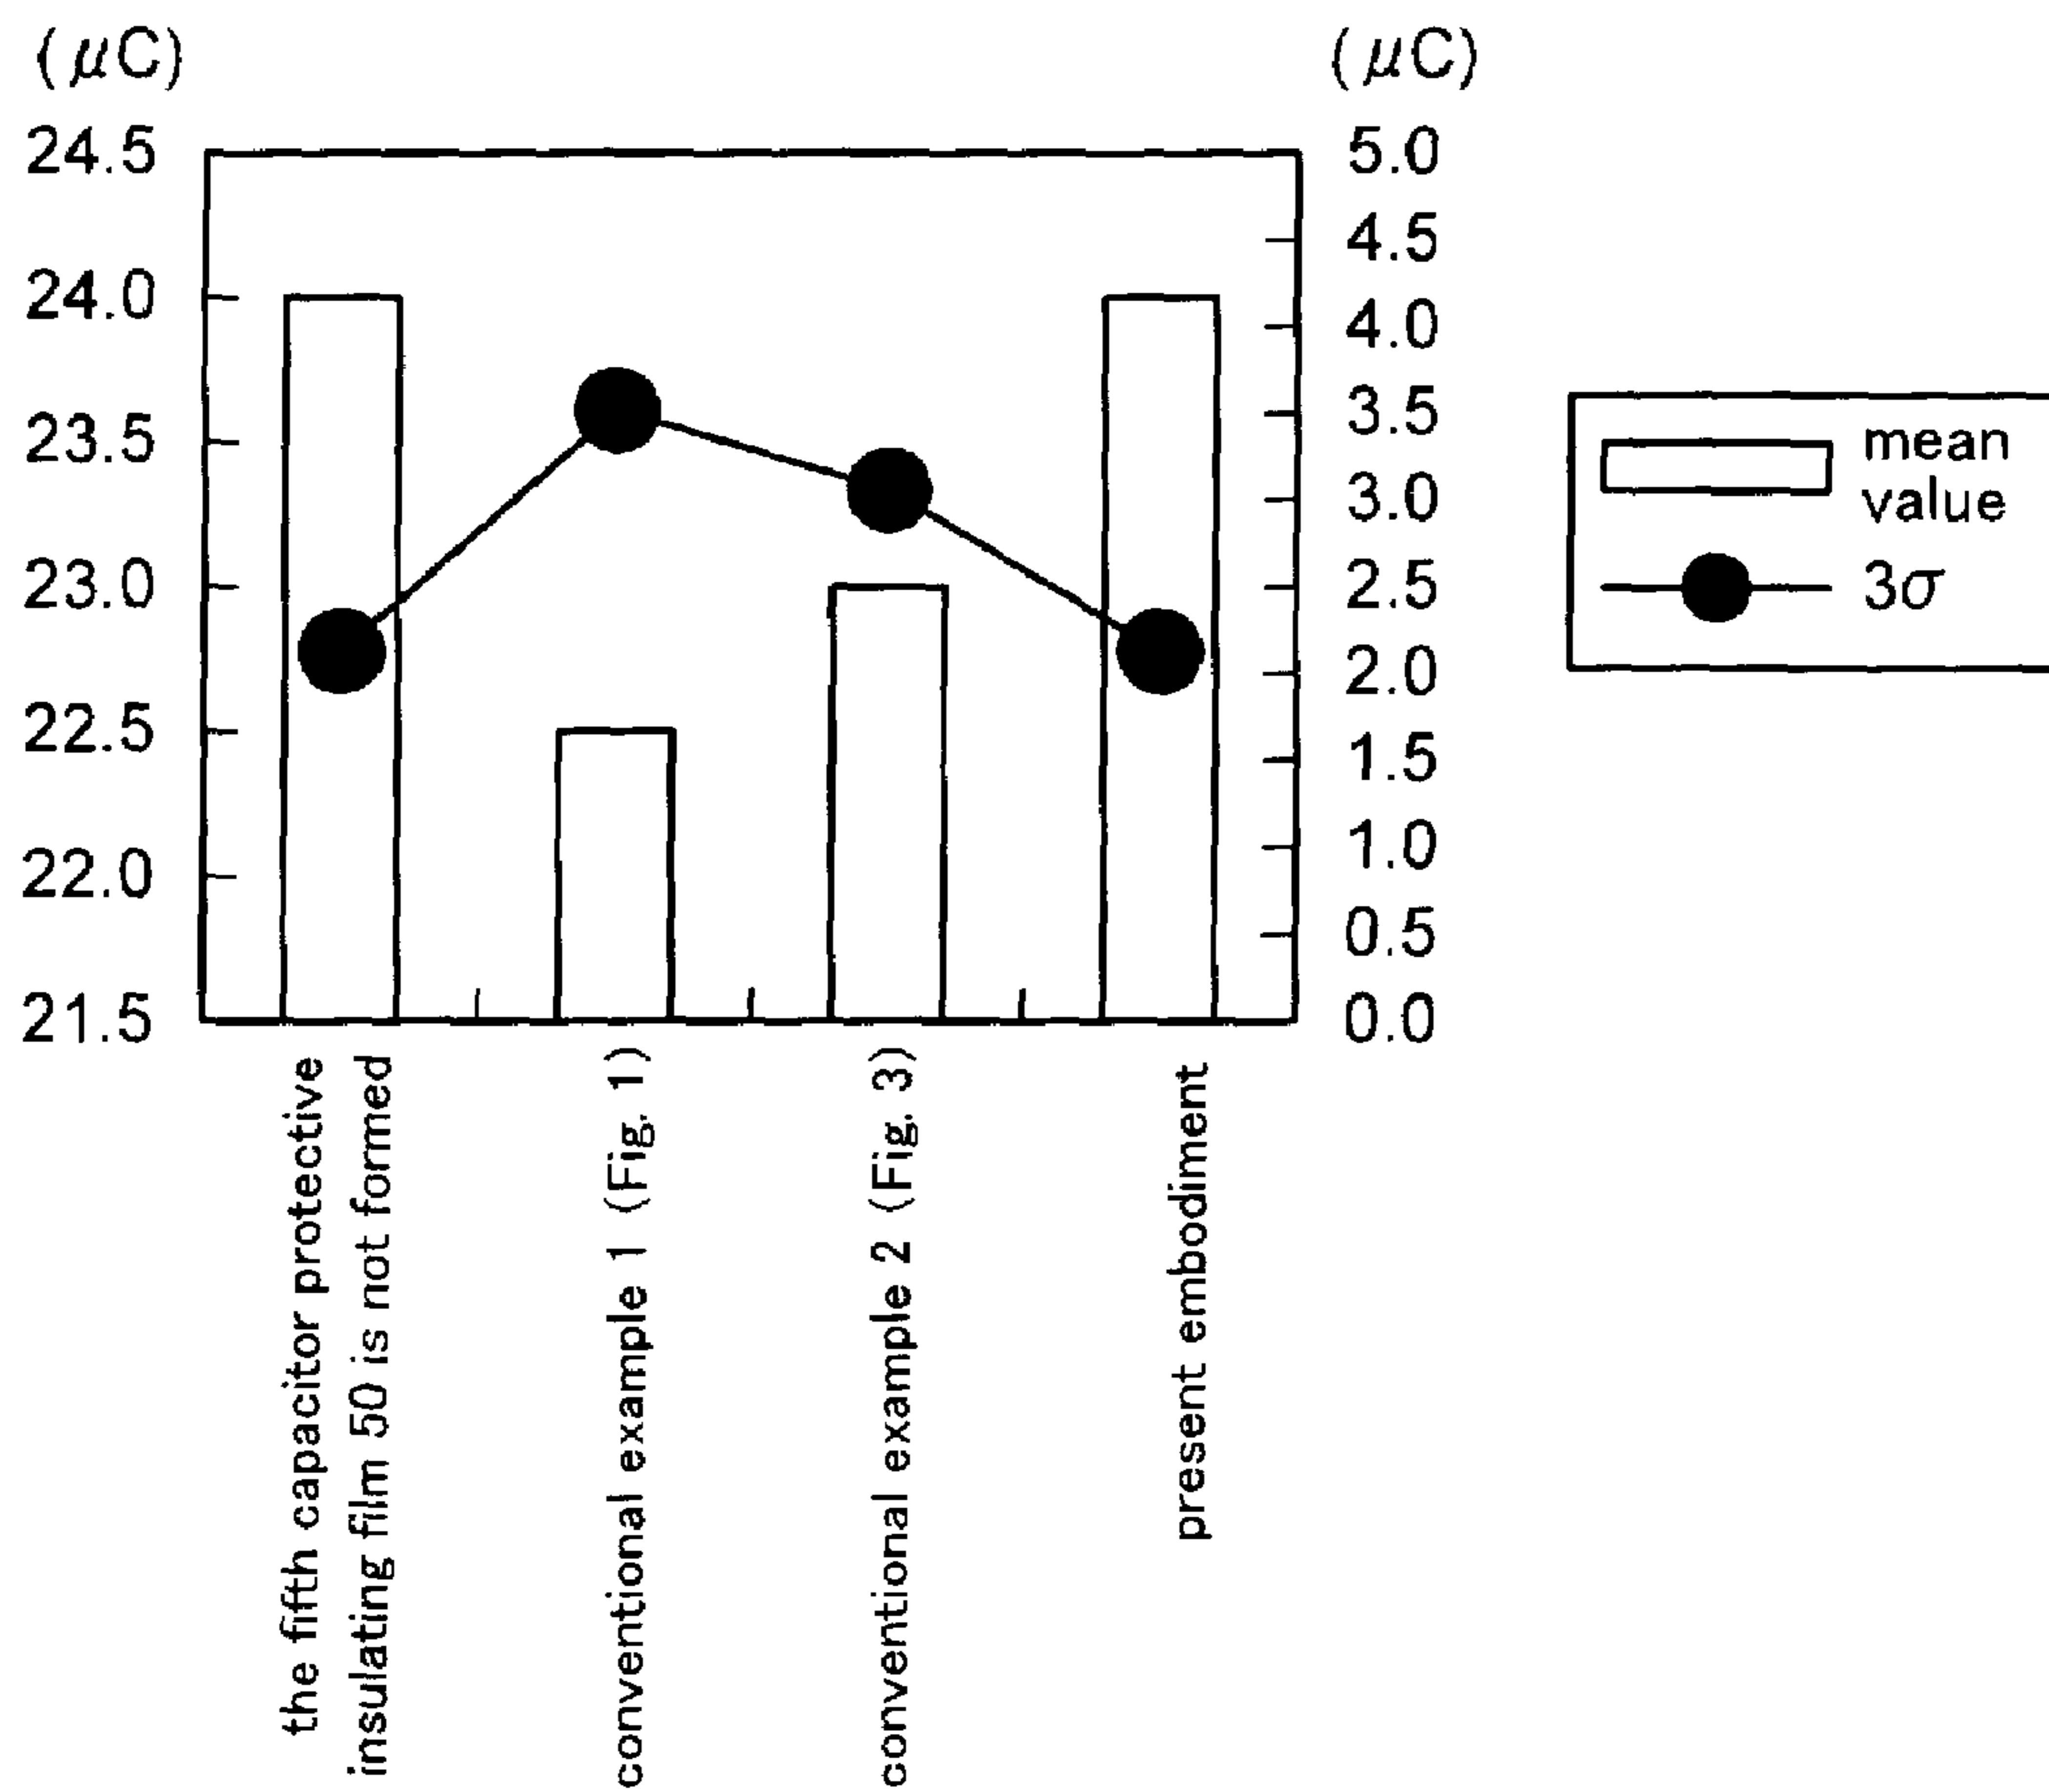 (μC)
24.5
24.0
23.5
23.0
22.5
22.0
21.5
(μC)
5.0
4.5
4.0
3.5
3.0
2.5
2.0
1.5
1.0
0.5
0.0
mean
value
3σ
the fifth capacitor protective
insulating film 50 is not formed
conventional example 1 (Fig. 1)
conventional example 2 (Fig. 3)
present embodiment